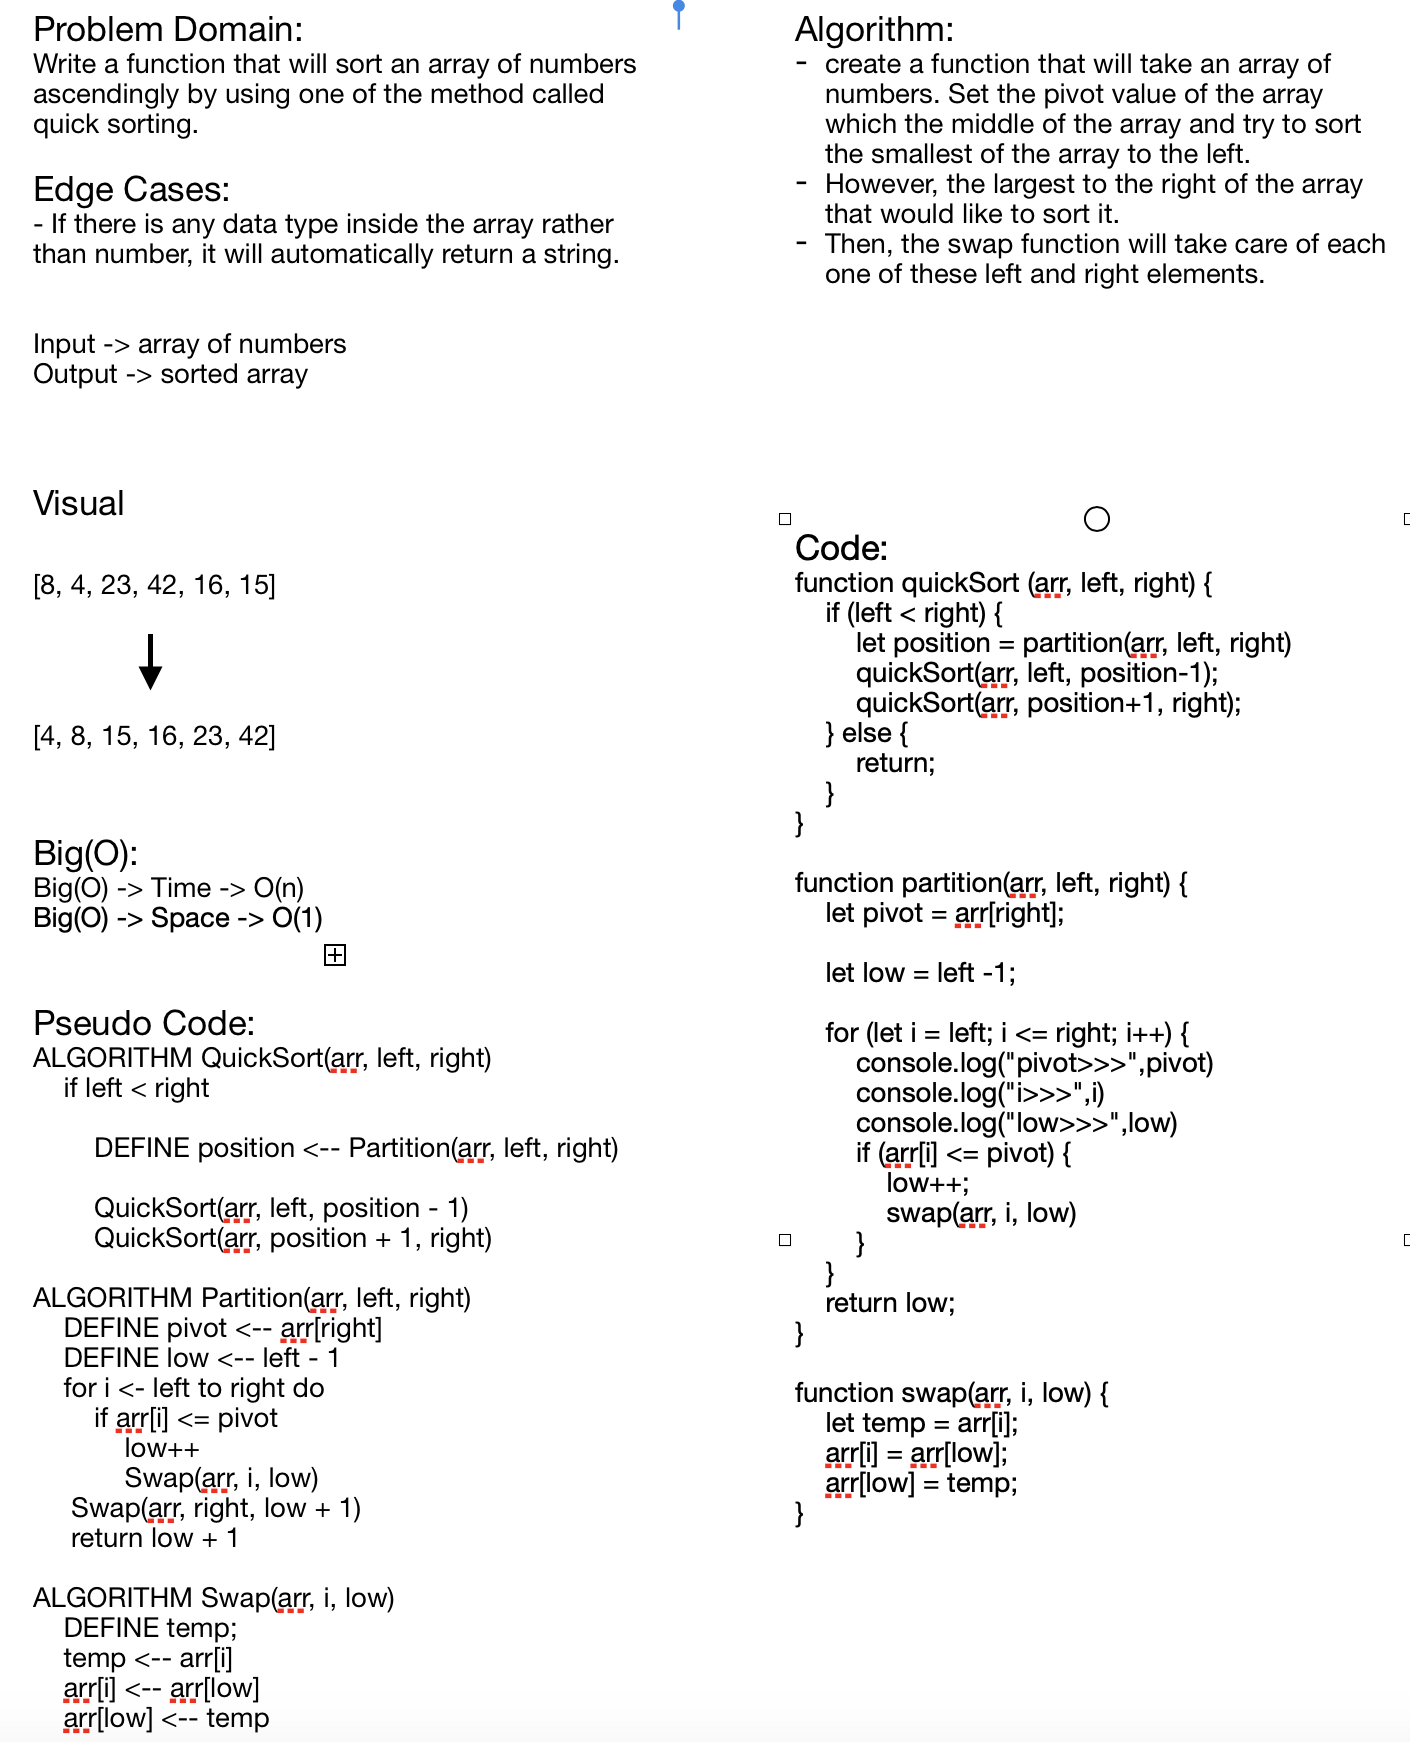 Problem Domain:
Write a function that will sort an array of numbers
ascendingly by using one of the method called
quick sorting.
Edge Cases:
- If there is any data type inside the array rather
than number, it will automatically return a string.
Input -> array of numbers
Output -> sorted array
Visual
[8, 4, 23, 42, 16, 15]
[4, 8, 15, 16, 23, 42]
Big(O):
Big(O) -> Time -> O(n)
Big(O) -> Space -> O(1)
Pseudo Code:
ALGORITHM QuickSort(arr, left, right)
if left < right
DEFINE position <-- Partition(arr, left, right)
QuickSort(arr, left, position - 1)
QuickSort(arr, position + 1, right)
ALGORITHM Partition(arr, left, right)
DEFINE pivot <-- arr[right]
DEFINE low <-- left - 1
for i <- left to right do
if arr[i] <= pivot
low++
Swap(arr, i, low)
Swap(arr, right, low + 1)
return low + 1
ALGORITHM Swap(arr, i, low)
DEFINE temp;
temp <-- arr[i]
arr[i] <-- arr[low]
arr[low] <-- temp
Algorithm:
- create a function that will take an array of
numbers. Set the pivot value of the array
which the middle of the array and try to sort
the smallest of the array to the left.
- However, the largest to the right of the array
that would like to sort it.
- Then, the swap function will take care of each
one of these left and right elements.
Code:
function quickSort (arr, left, right) {
if (left < right) {
let position = partition(arr, left, right)
quickSort(arr, left, position-1);
quickSort(arr, position+1, right);
} else {
return;
}
}
function partition(arr, left, right) {
let pivot = arr[right];
let low = left -1;
for (let i = left; i <= right; i++) {
console.log("pivot>>>",pivot)
console.log("i>>>",i)
console.log("low>>>",low)
if (arr[i] <= pivot) {
low++;
swap(arr, i, low)
}
}
return low;
}
function swap(arr, i, low) {
let temp = arr[i];
arr[i] = arr[low];
arr[low] = temp;
}